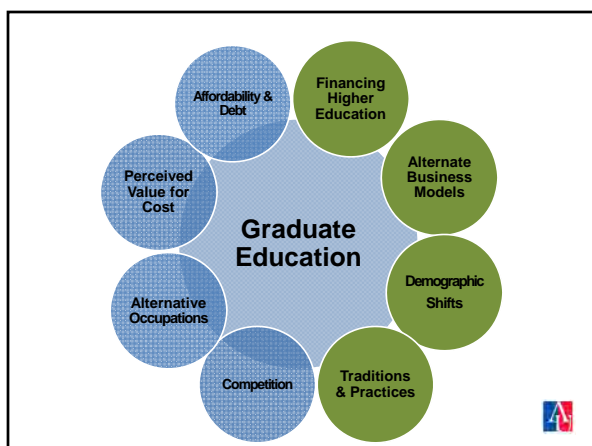 Affordability &
Debt
Financing
Higher
Education
Perceived
Value for
Cost
Alternate
Business
Models
Graduate
Education
Alternative
Occupations
Demographic
Shifts
Competition
Traditions
& Practices